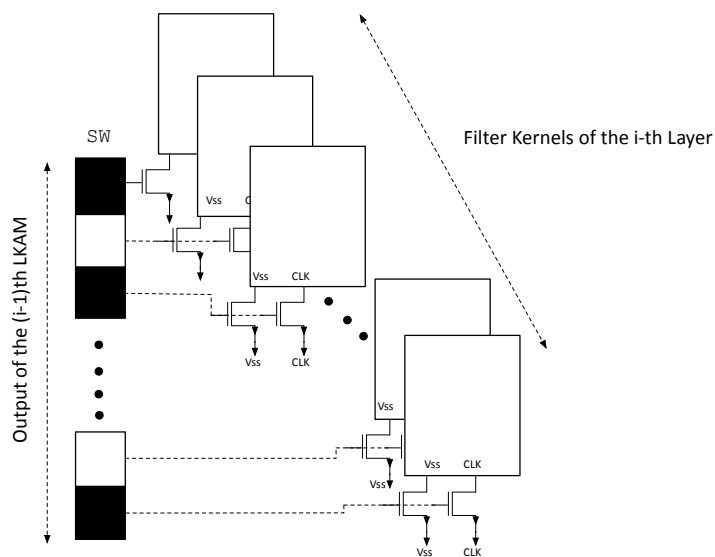 SW
Filter Kernels of the i-th Layer
Output of the (i-1)th LKAM
Vss C
Vss CLK
Vss CLK
Vss
Vss CLK
Vss
Vss CLK